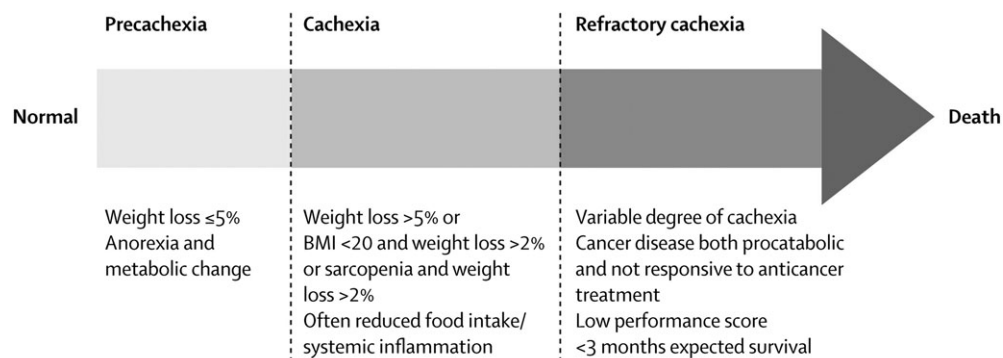 Precachexia
Cachexia
Refractory cachexia
Normal
Death
Weight loss ≤5%
Anorexia and
metabolic change
Weight loss >5% or
BMI <20 and weight loss >2%
or sarcopenia and weight
loss >2%
Often reduced food intake/
systemic inflammation
Variable degree of cachexia
Cancer disease both procatabolic
and not responsive to anticancer
treatment
Low performance score
<3 months expected survival